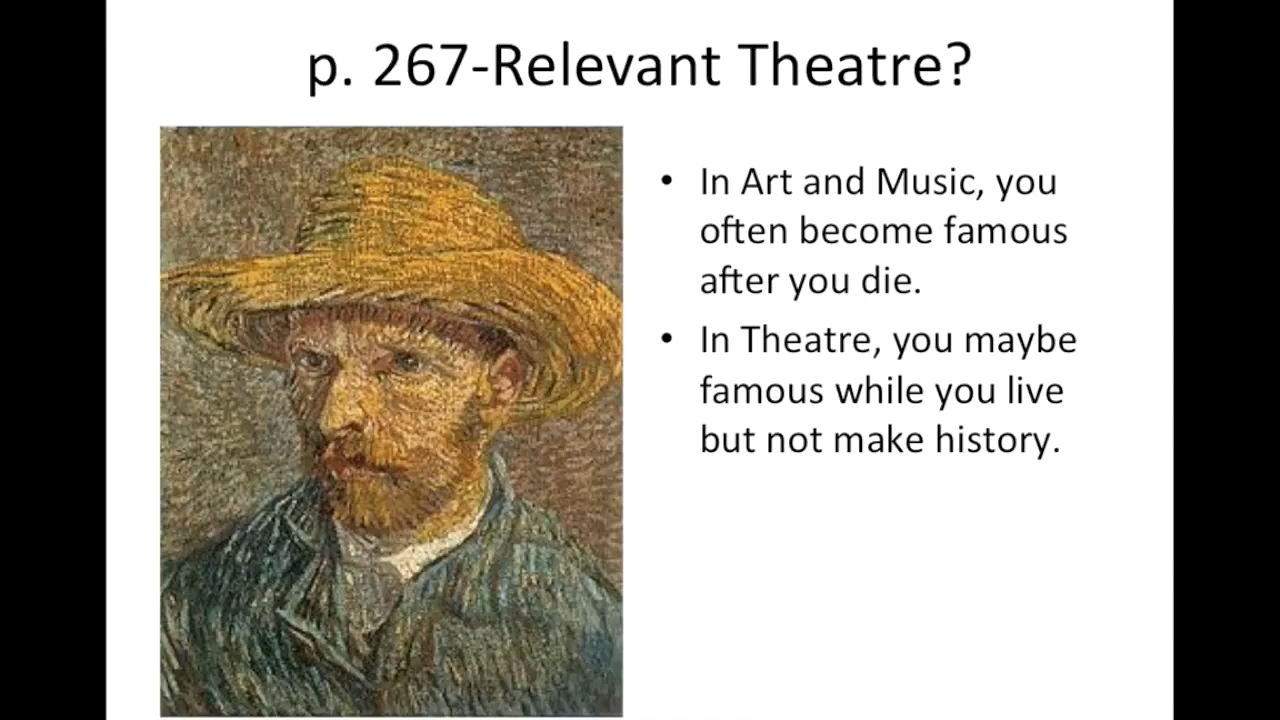 p. 267-Relevant Theatre?
• In Art and Music, you
often become famous
after you die.
• In Theatre, you maybe
famous while you live
but not make history.